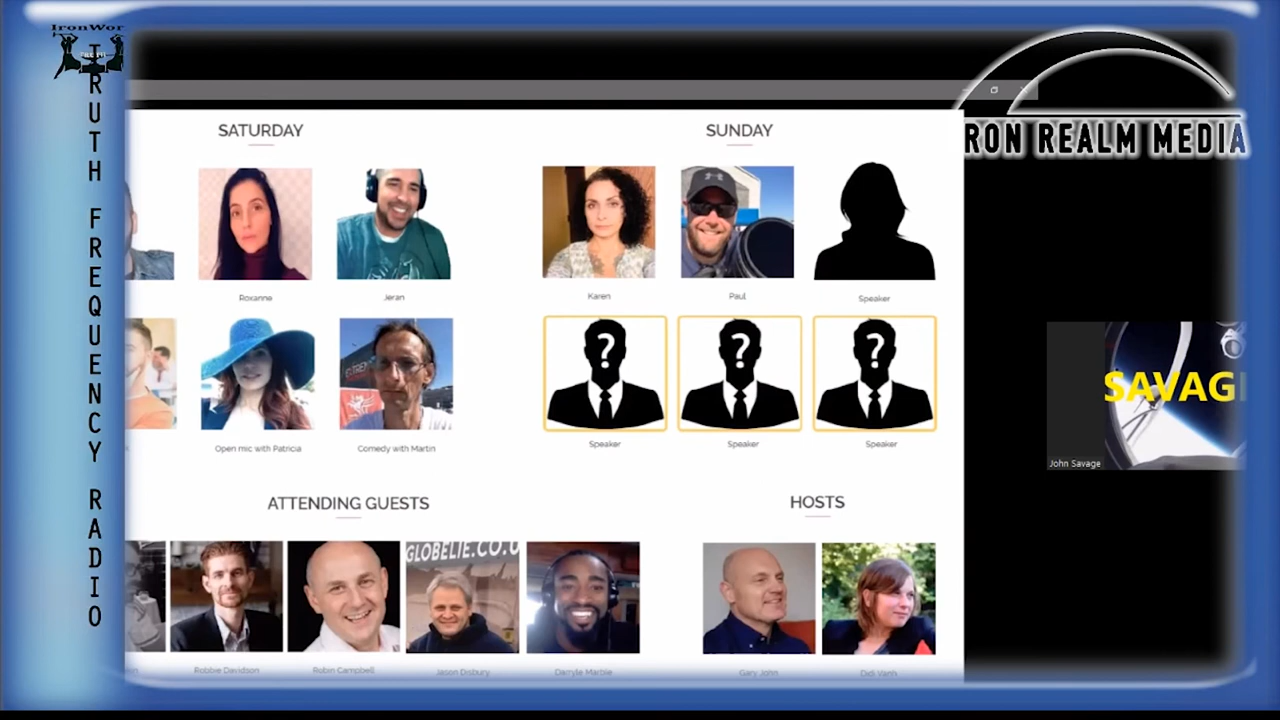 IronWor
TRUTH FREQUENCY RADIO
IRON REALM MEDIA
SATURDAY
SUNDAY
Roxanne
Jeran
Karen
Paul
Speaker
Open mic with Patricia
Comedy with Martin
Speaker
Speaker
Speaker
ATTENDING GUESTS
HOSTS
GLOBELIE.CO.U
Robbie Davidson
Robin Campbell
Jason Disbury
Darryle Marble
Gary John
Didi Vanh
SAVAG
John Savage